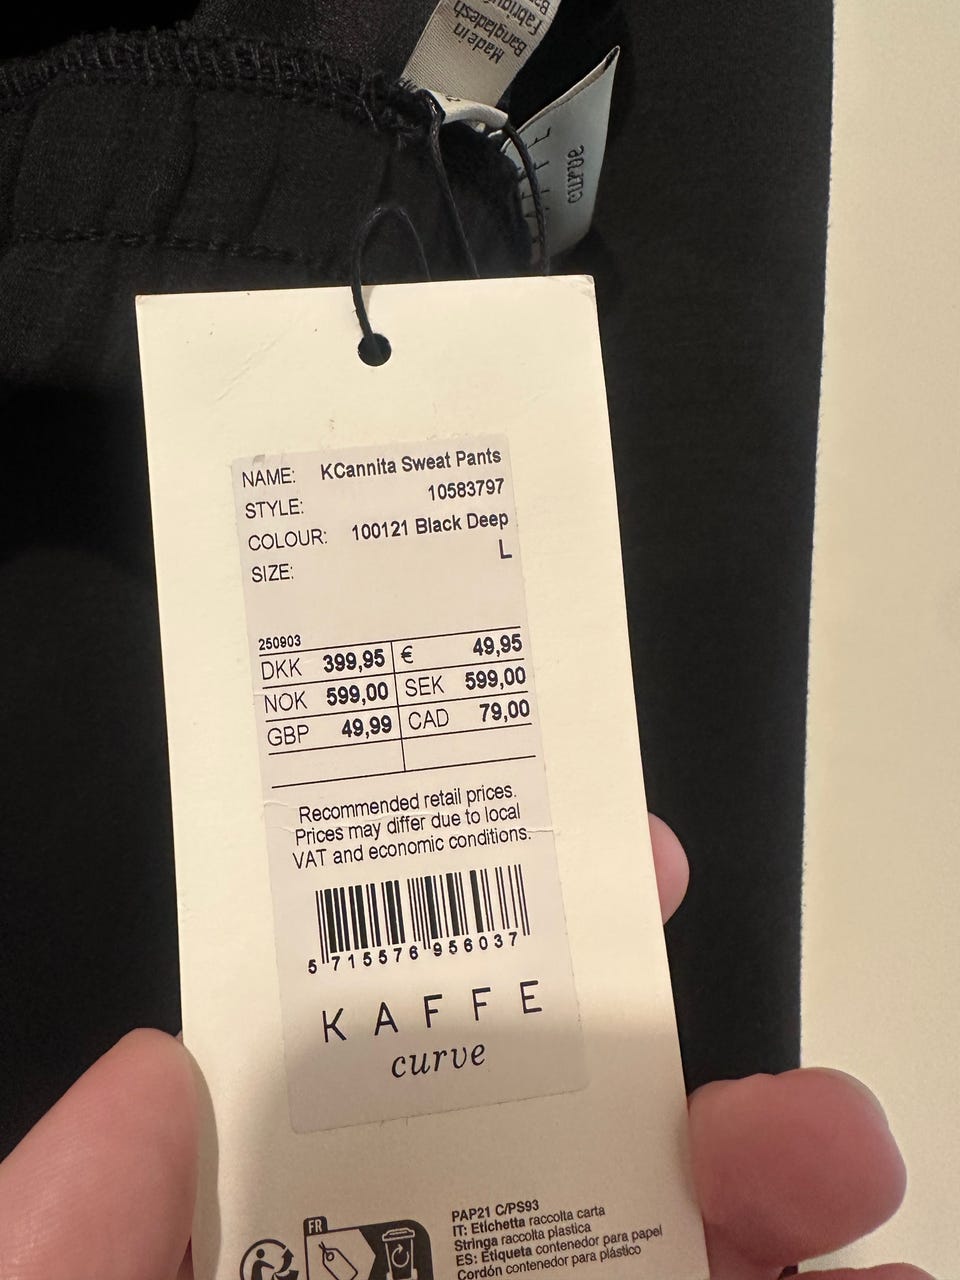 Made in
Bangladesh
KAFFE
curve
NAME: KCannita Sweat Pants
STYLE: 10583797
COLOUR: 100121 Black Deep
SIZE: L
250903
DKK 399,95 € 49,95
NOK 599,00 SEK 599,00
GBP 49,99 CAD 79,00
Recommended retail prices.
Prices may differ due to local
VAT and economic conditions.
5 715576 956037
KAFFE
curve
FR
PAP21 C/PS93
IT: Etichetta raccolta carta
Stringa raccolta plastica
ES: Etiqueta contenedor para papel
Cordón contenedor para plástico